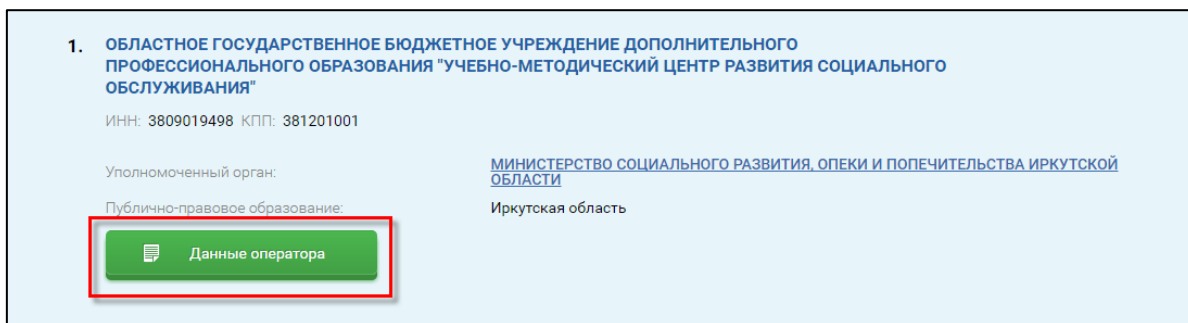 1. ОБЛАСТНОЕ ГОСУДАРСТВЕННОЕ БЮДЖЕТНОЕ УЧРЕЖДЕНИЕ ДОПОЛНИТЕЛЬНОГО
ПРОФЕССИОНАЛЬНОГО ОБРАЗОВАНИЯ "УЧЕБНО-МЕТОДИЧЕСКИЙ ЦЕНТР РАЗВИТИЯ СОЦИАЛЬНОГО
ОБСЛУЖИВАНИЯ"
ИНН: 3809019498 КПП: 381201001
Уполномоченный орган: МИНИСТЕРСТВО СОЦИАЛЬНОГО РАЗВИТИЯ, ОПЕКИ И ПОПЕЧИТЕЛЬСТВА ИРКУТСКОЙ
ОБЛАСТИ
Публично-правовое образование: Иркутская область
Данные оператора